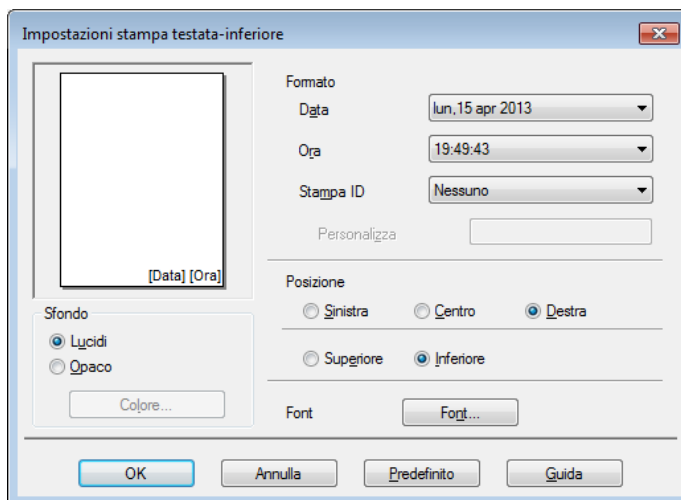 Impostazioni stampa testata-inferiore
[Data] [Ora]
Sfondo
Lucidi
Opaco
Colore...
Formato
Data lun,15 apr 2013
Ora 19:49:43
Stampa ID Nessuno
Personalizza
Posizione
Sinistra Centro Destra
Superiore Inferiore
Font Font...
OK Annulla Predefinito Guida